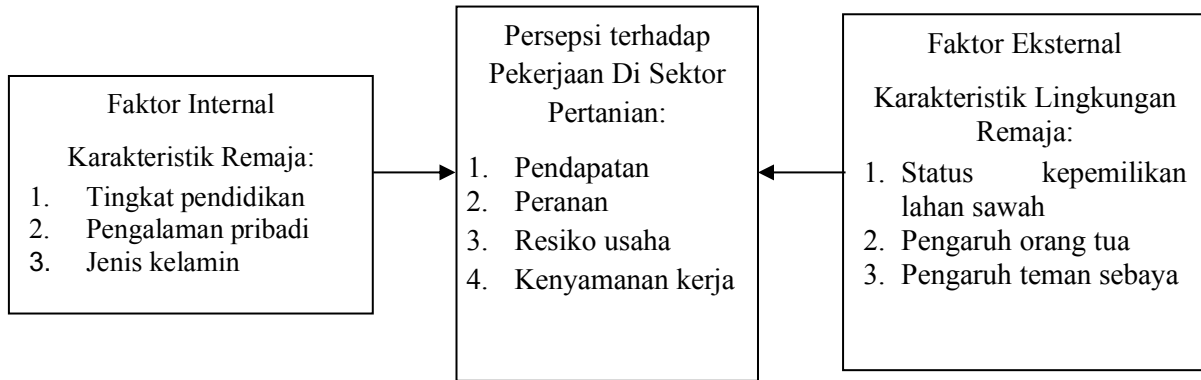 Faktor Internal
Karakteristik Remaja:
1. Tingkat pendidikan
2. Pengalaman pribadi
3. Jenis kelamin
Persepsi terhadap
Pekerjaan Di Sektor
Pertanian:
1. Pendapatan
2. Peranan
3. Resiko usaha
4. Kenyamanan kerja
Faktor Eksternal
Karakteristik Lingkungan
Remaja:
1. Status kepemilikan
lahan sawah
2. Pengaruh orang tua
3. Pengaruh teman sebaya